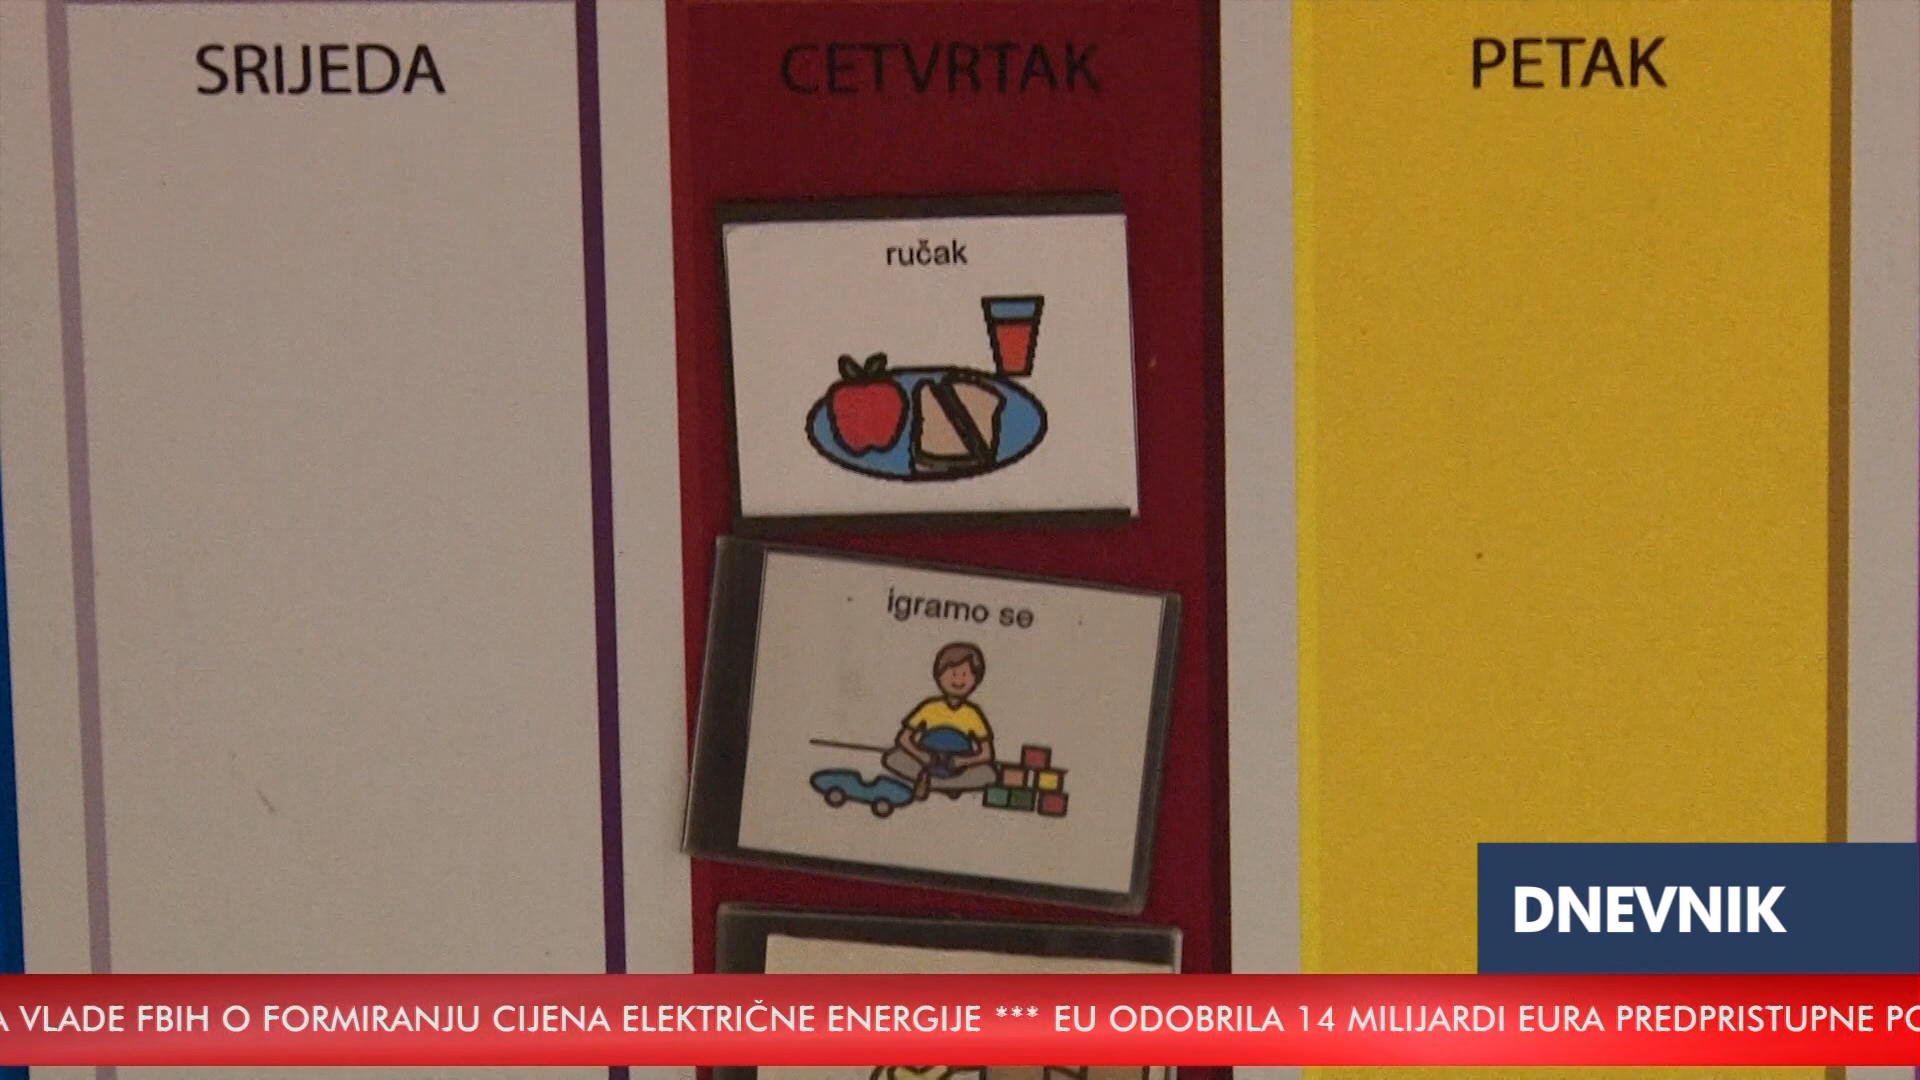 SRIJEDA
CETVRTAK
PETAK
ručak
igramo se
DNEVNIK
A VLADE FBIH O FORMIRANJU CIJENA ELEKTRIČNE ENERGIJE *** EU ODOBRILA 14 MILIJARDI EURA PREDPRISTUPNE PO